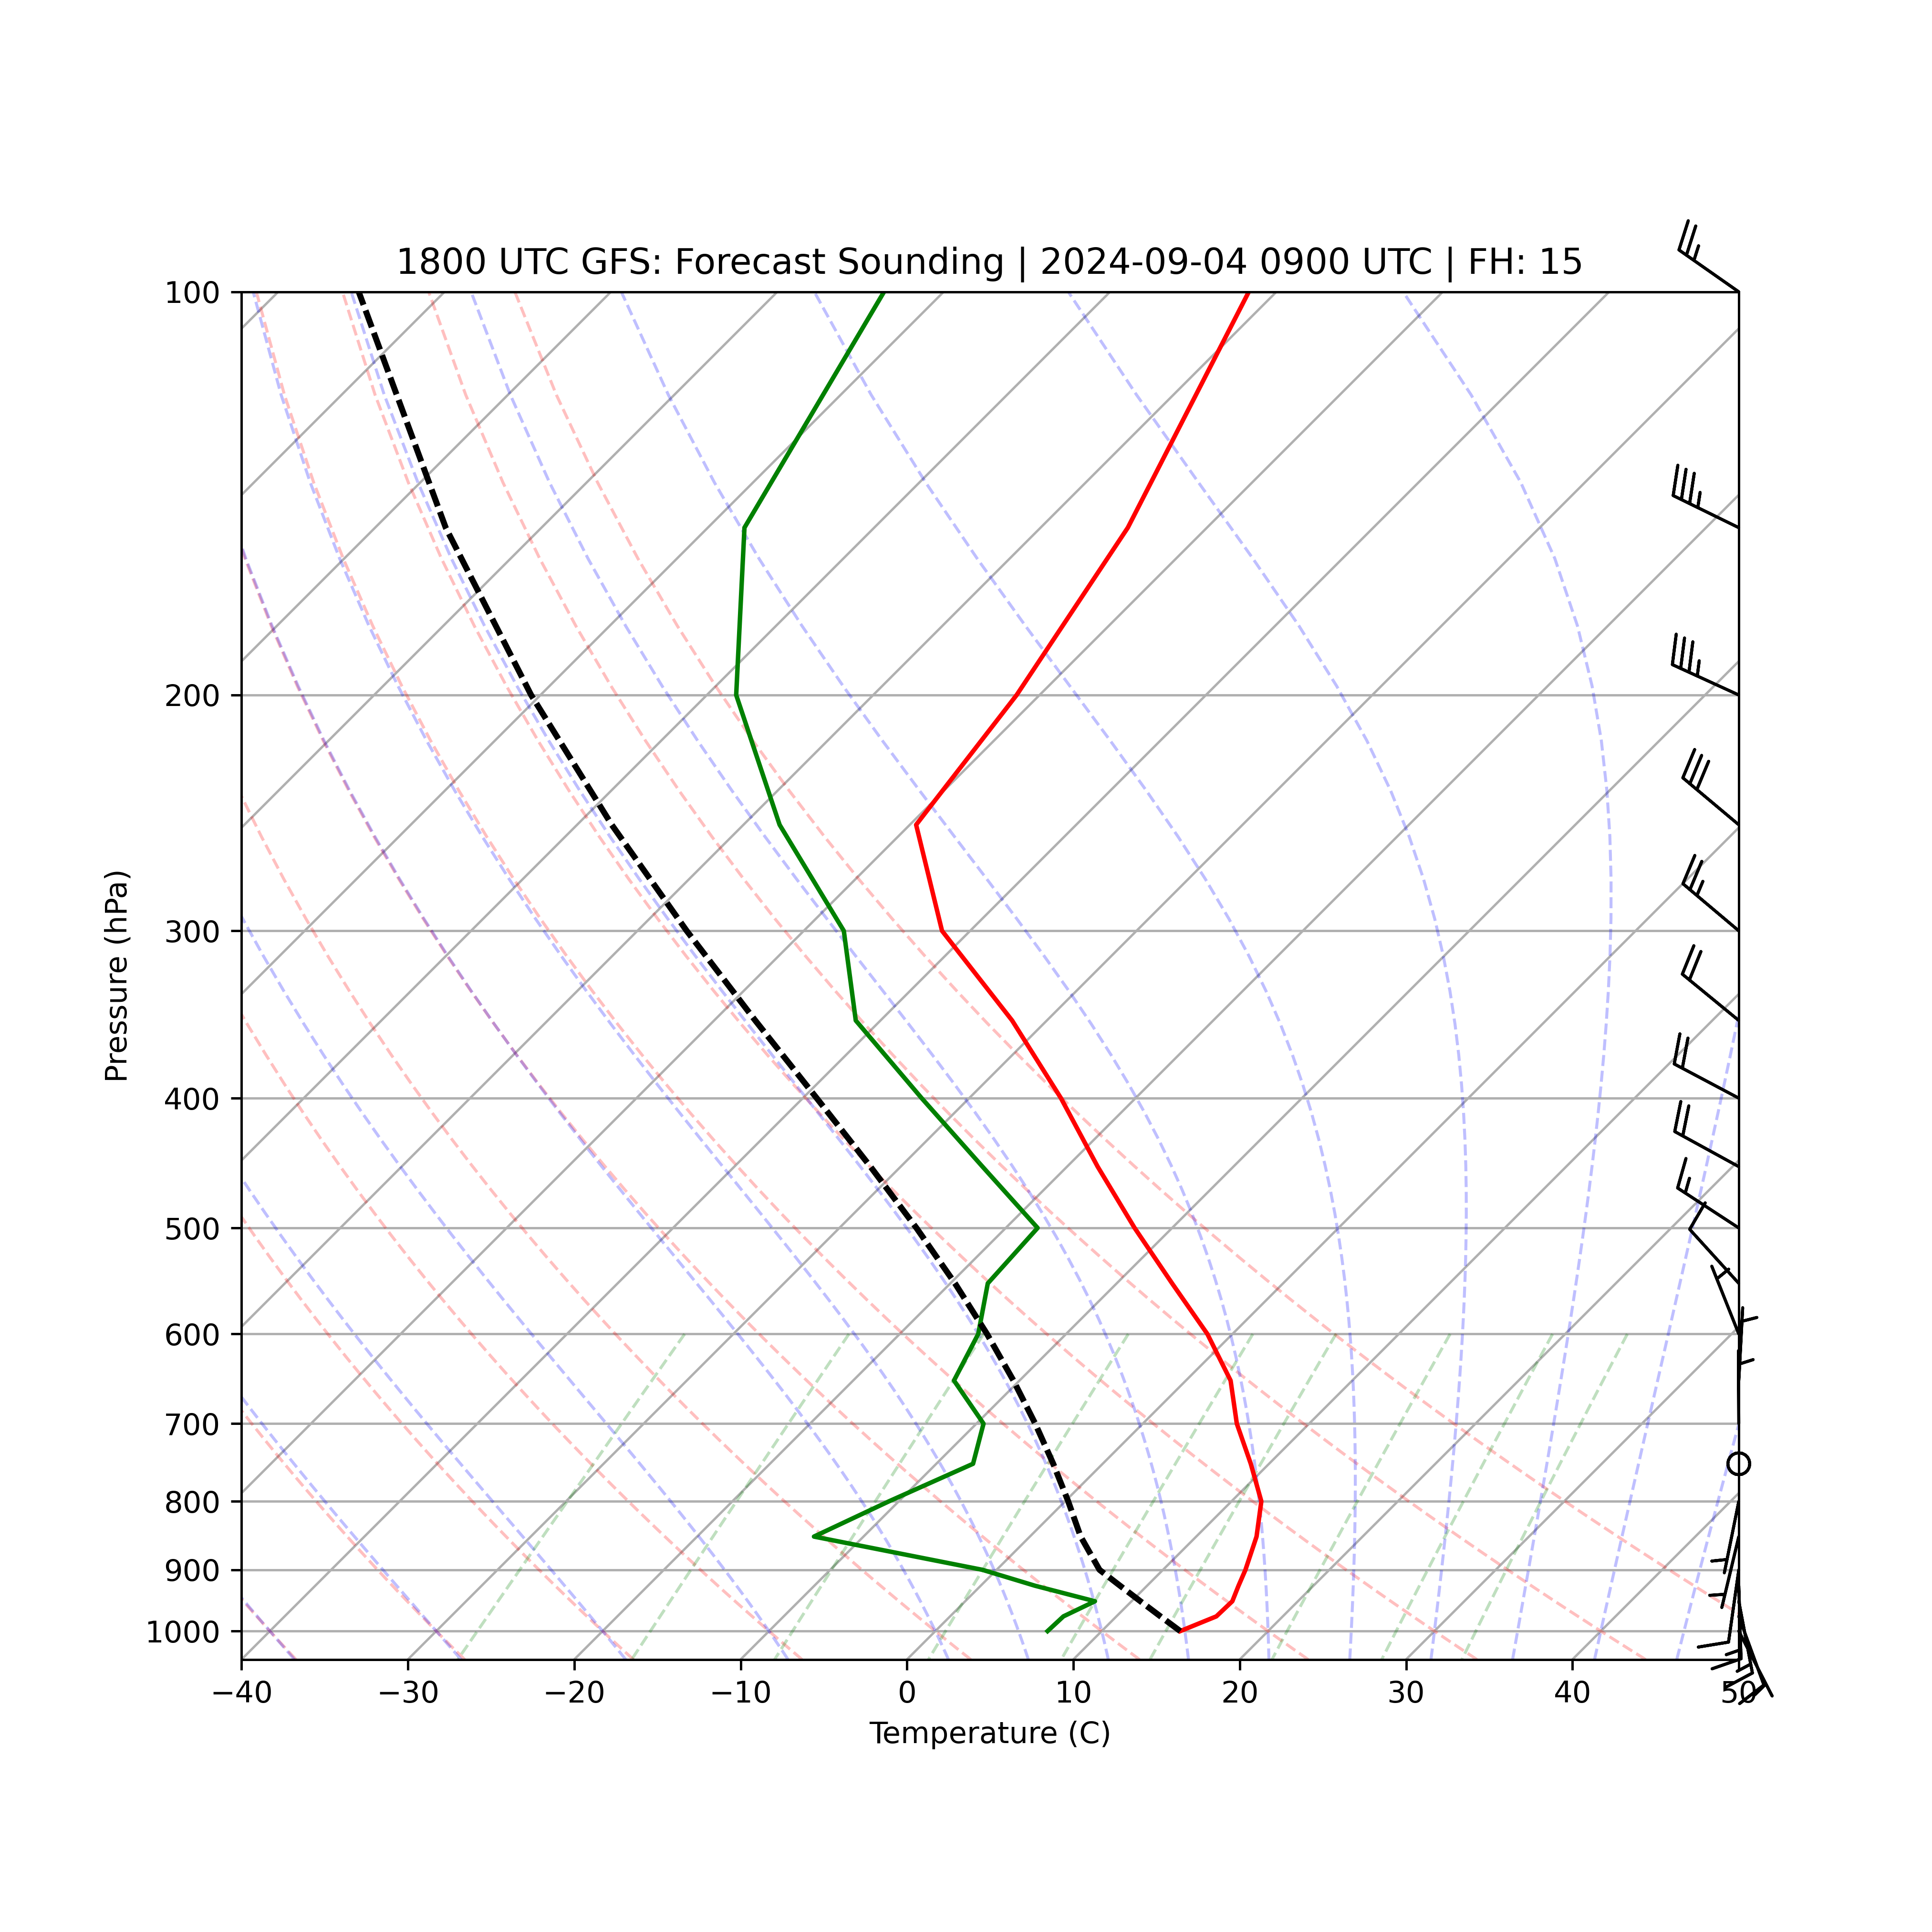 1800 UTC GFS: Forecast Sounding | 2024-09-04 0900 UTC | FH: 15
100
200
300
400
500
600
700
800
900
1000
Pressure (hPa)
−40 −30 −20 −10 0 10 20 30 40 50
Temperature (C)